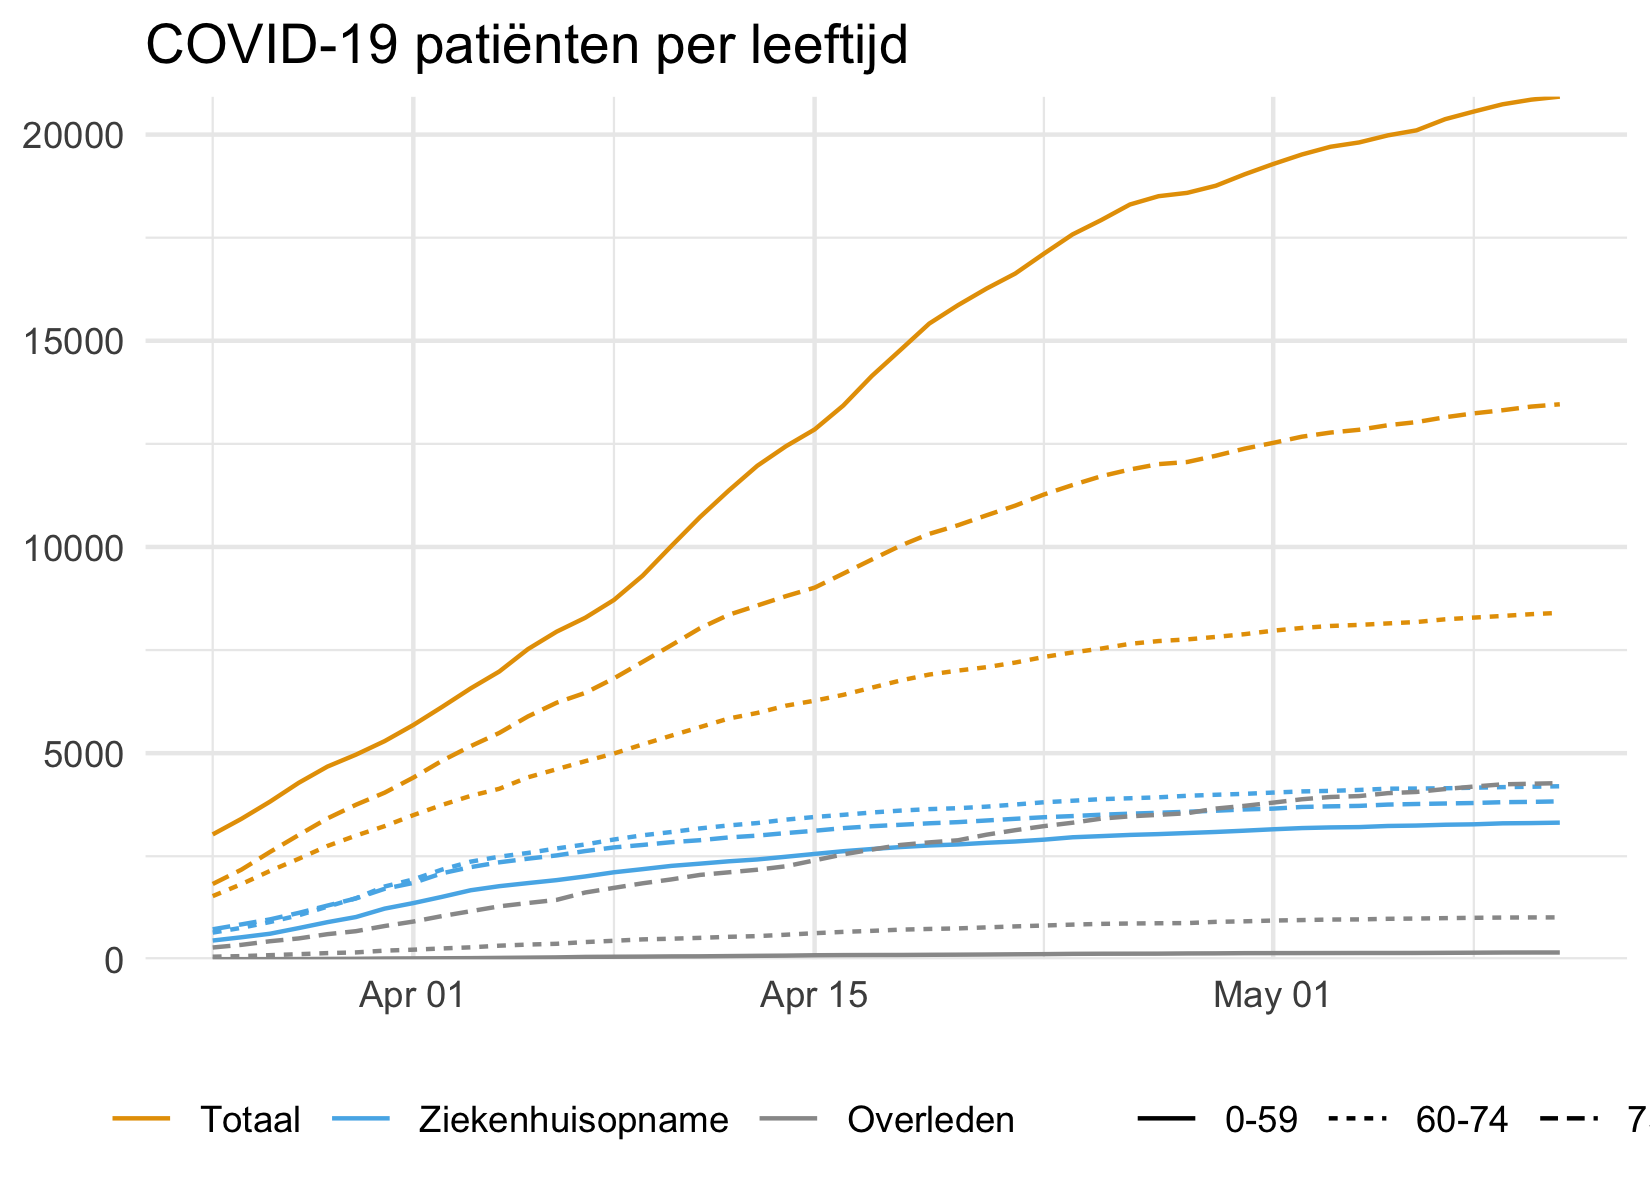 COVID-19 patiënten per leeftijd
20000
15000
10000
5000
0
Apr 01 Apr 15 May 01
Totaal Ziekenhuisopname Overleden 0-59 60-74